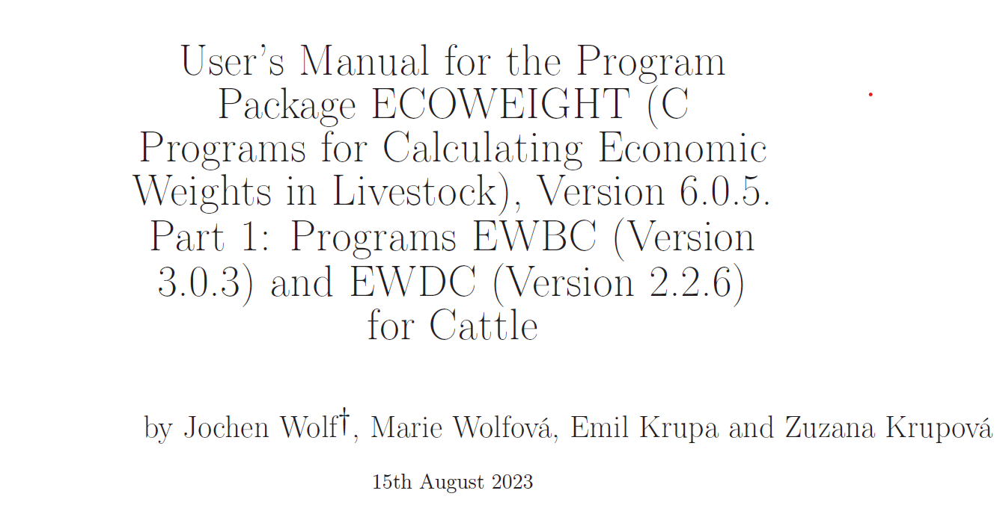 User's Manual for the Program
Package ECOWEIGHT (C
Programs for Calculating Economic
Weights in Livestock), Version 6.0.5.
Part 1: Programs EWBC (Version
3.0.3) and EWDC (Version 2.2.6)
for Cattle
by Jochen Wolf†, Marie Wolfová, Emil Krupa and Zuzana Krupová
15th August 2023